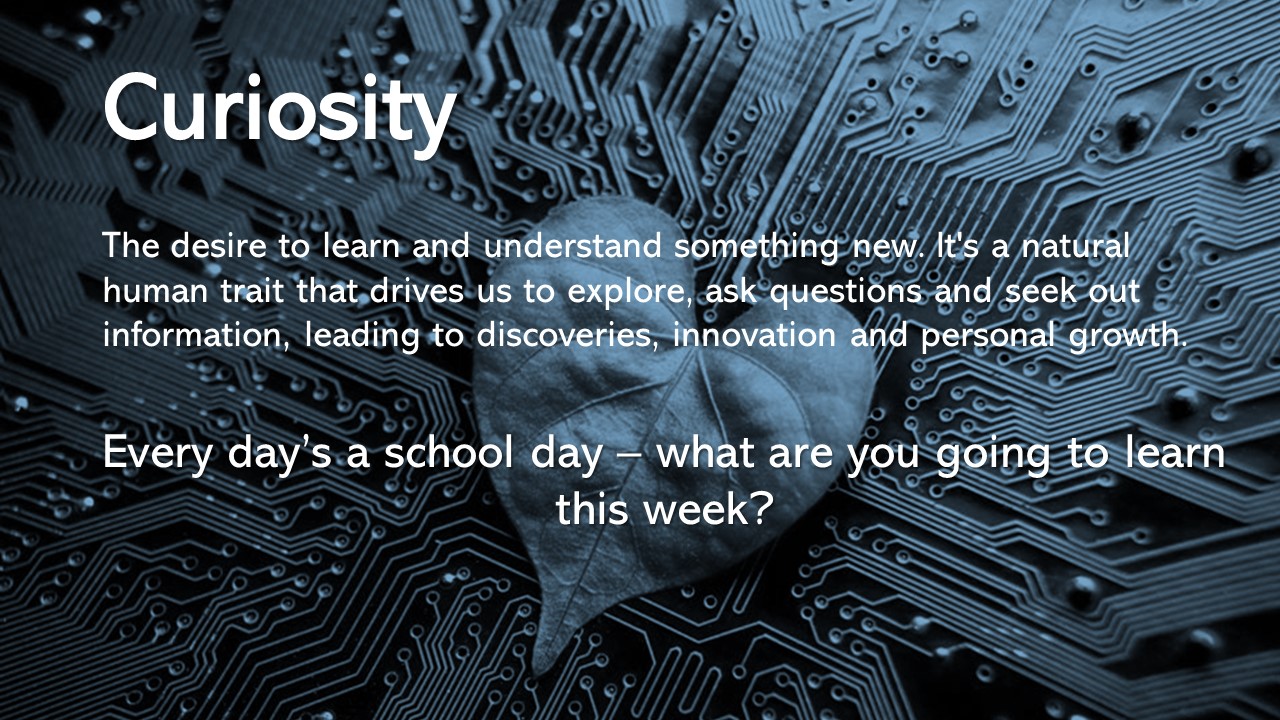 Curiosity
The desire to learn and understand something new. It's a natural
human trait that drives us to explore, ask questions and seek out
information, leading to discoveries, innovation and personal growth.
Every day’s a school day – what are you going to learn
this week?